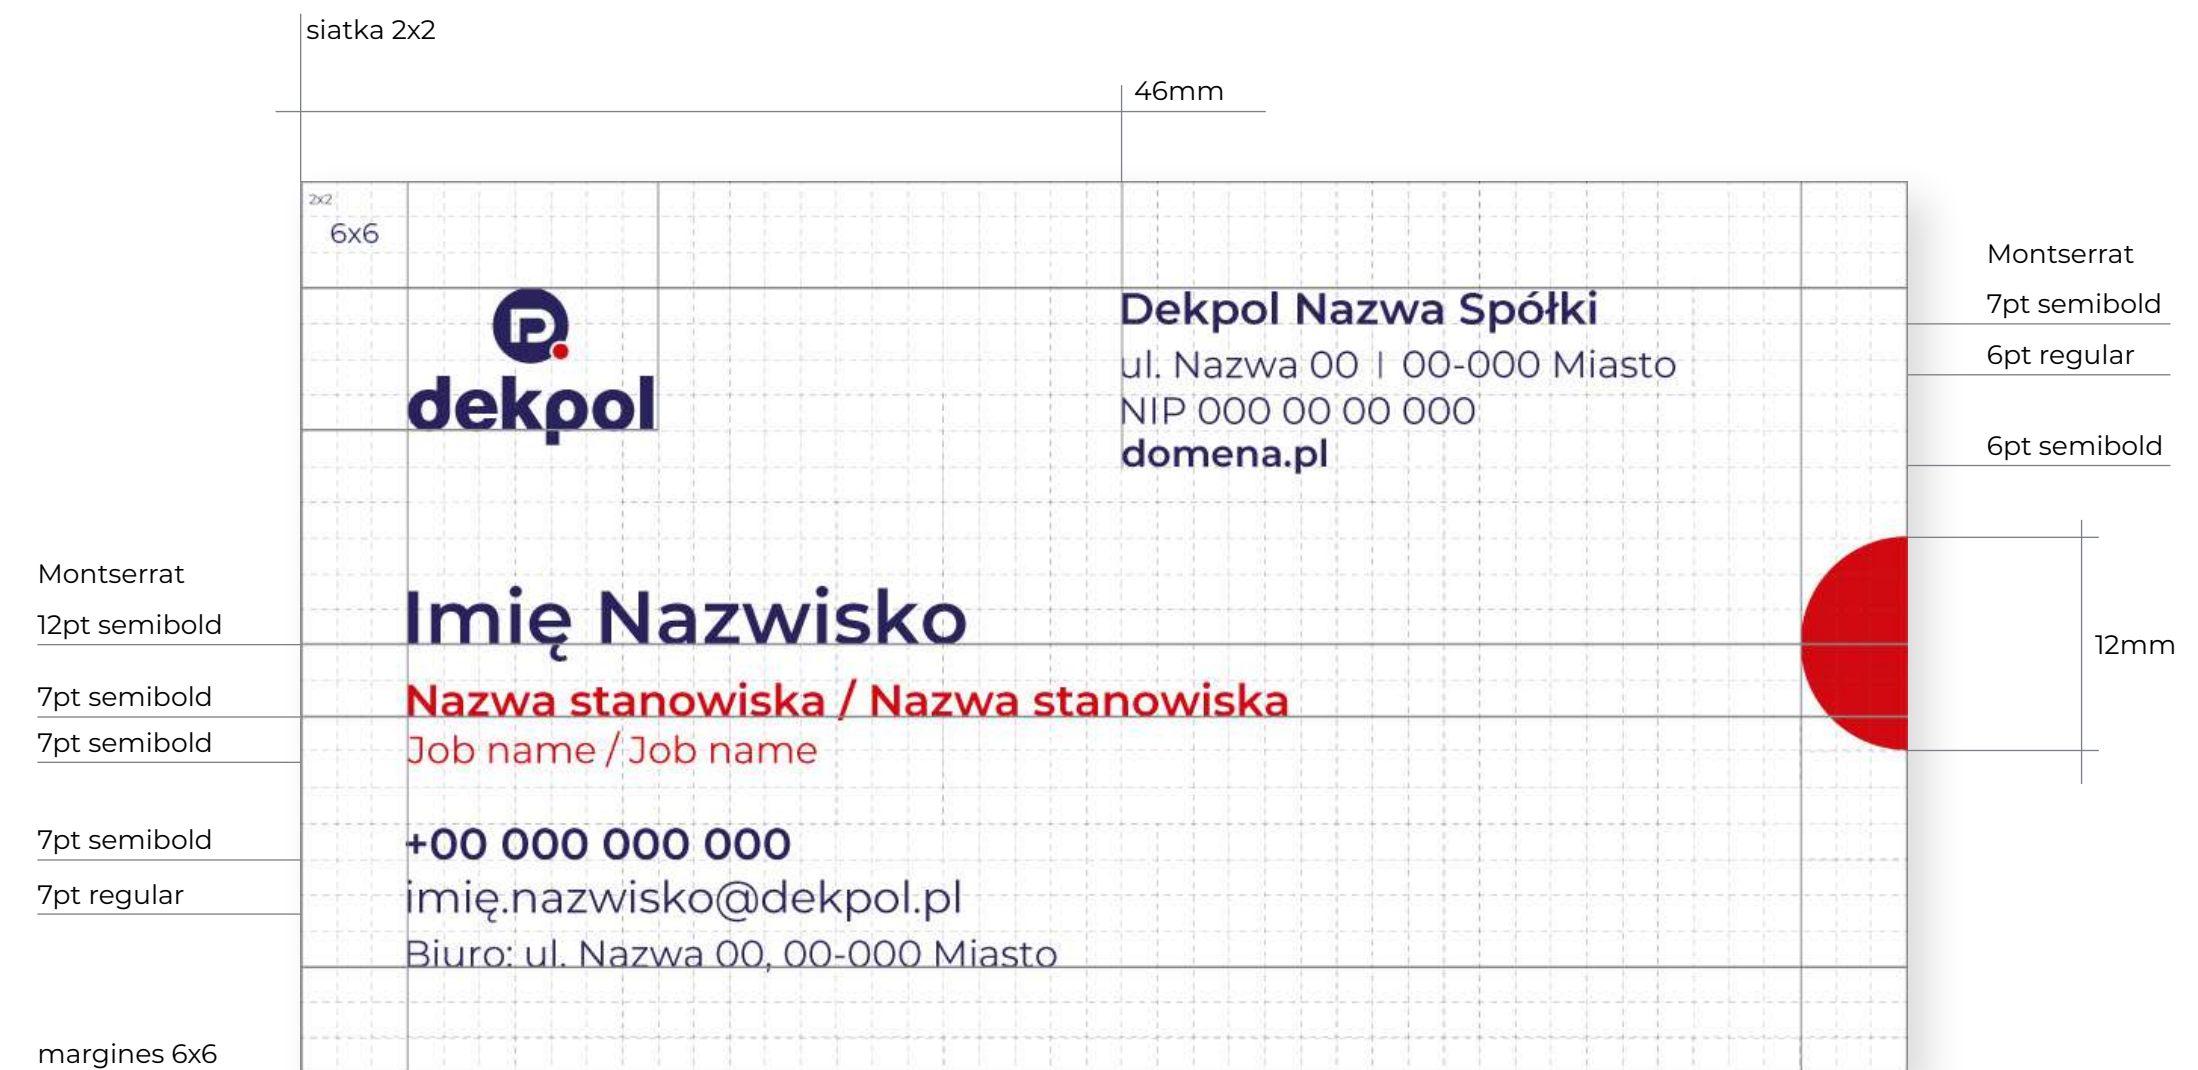 siatka 2x2
46mm
2x2
6x6
dekpol
Dekpol Nazwa Spółki
ul. Nazwa 00 | 00-000 Miasto
NIP 000 00 00 000
domena.pl
Montserrat
7pt semibold
6pt regular
6pt semibold
Montserrat
12pt semibold
7pt semibold
7pt semibold
7pt semibold
7pt regular
margines 6x6
Imię Nazwisko
Nazwa stanowiska / Nazwa stanowiska
Job name / Job name
+00 000 000 000
imię.nazwisko@dekpol.pl
Biuro: ul. Nazwa 00, 00-000 Miasto
12mm